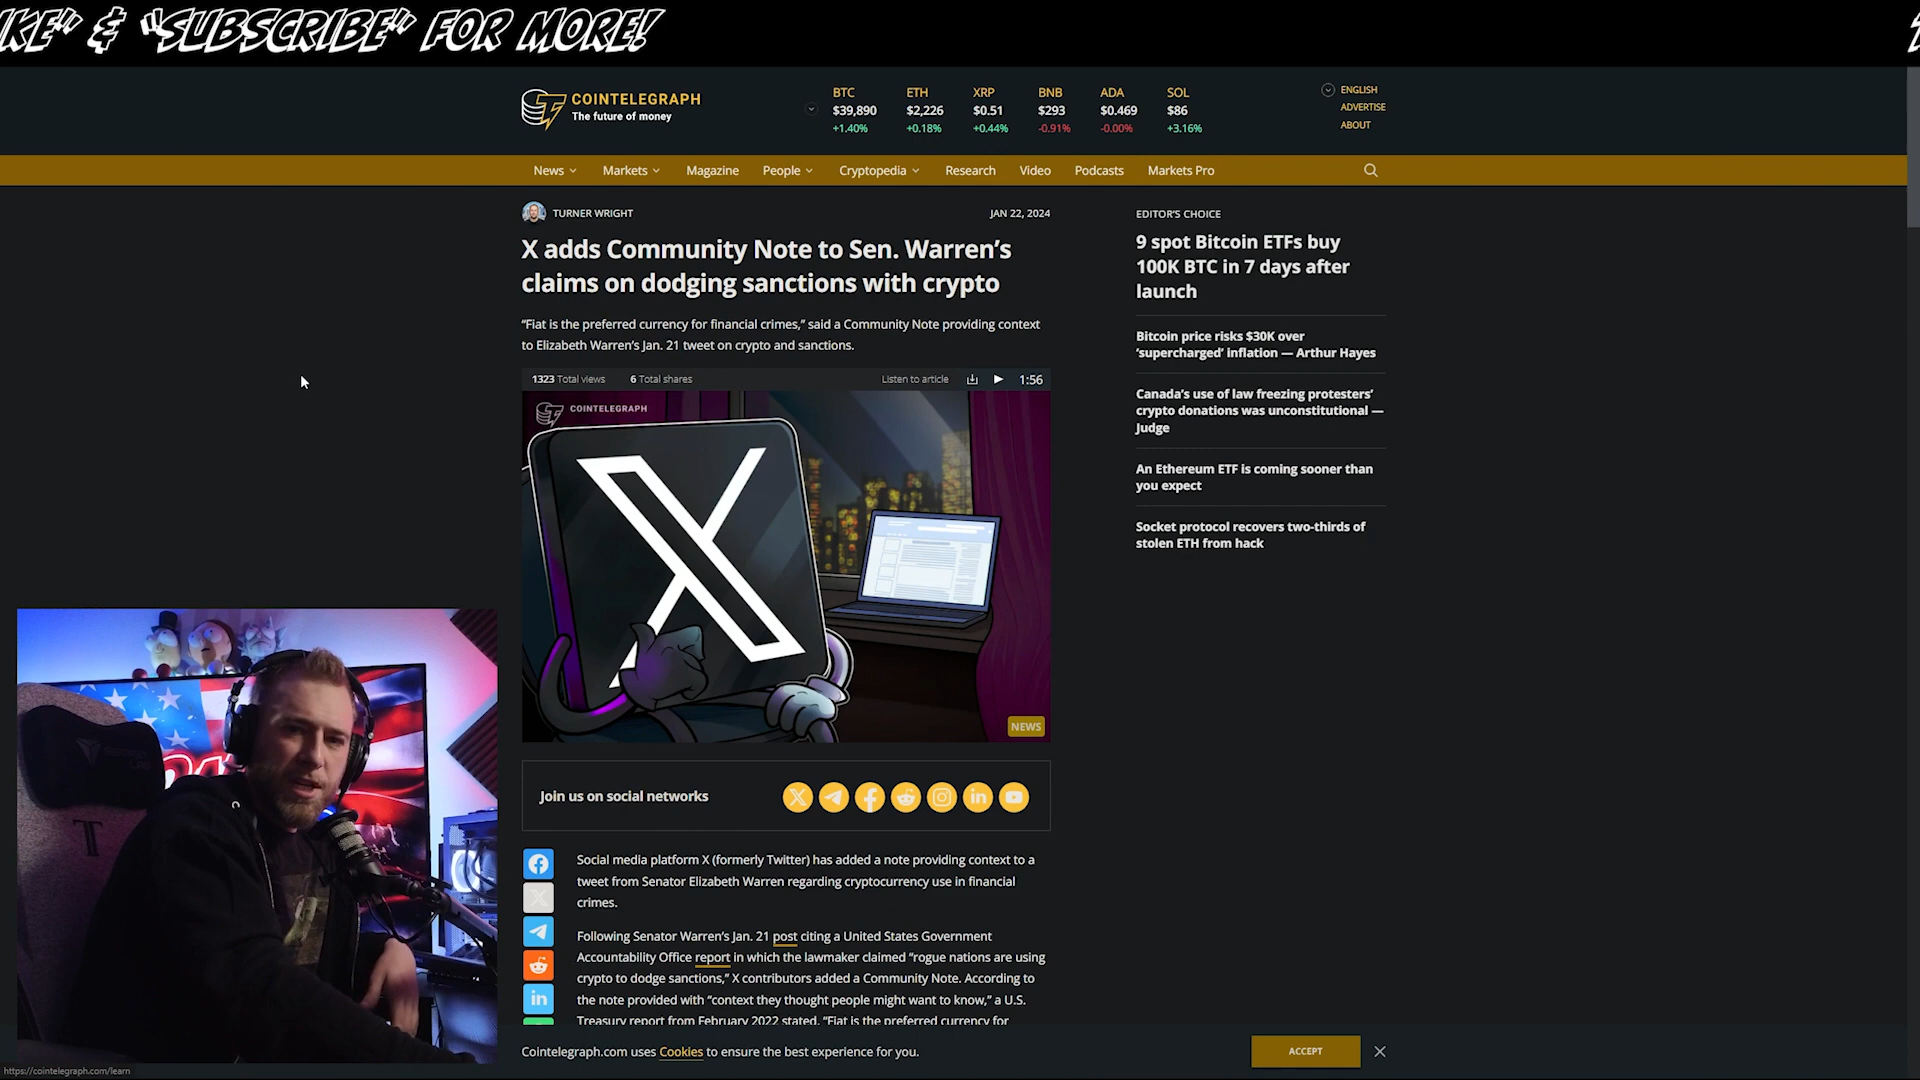 KE" & "SUBSCRIBE" FOR MORE!
COINTELEGRAPH
The future of money
BTC
$39,890
+1.40%
ETH
$2,226
+0.18%
XRP
$0.51
+0.44%
BNB
$293
-0.91%
ADA
$0.469
-0.00%
SOL
$86
+3.16%
ENGLISH
ADVERTISE
ABOUT
News
Markets
Magazine
People
Cryptopedia
Research
Video
Podcasts
Markets Pro
TURNER WRIGHT
JAN 22, 2024
X adds Community Note to Sen. Warren’s
claims on dodging sanctions with crypto
“Fiat is the preferred currency for financial crimes,” said a Community Note providing context
to Elizabeth Warren’s Jan. 21 tweet on crypto and sanctions.
1323 Total views
6 Total shares
Listen to article
1:56
COINTELEGRAPH
NEWS
Join us on social networks
Social media platform X (formerly Twitter) has added a note providing context to a
tweet from Senator Elizabeth Warren regarding cryptocurrency use in financial
crimes.
Following Senator Warren’s Jan. 21 post citing a United States Government
Accountability Office report in which the lawmaker claimed “rogue nations are using
crypto to dodge sanctions,” X contributors added a Community Note. According to
the note provided with “context they thought people might want to know,” a U.S.
Treasury report from February 2022 stated, “Fiat is the preferred currency for
EDITOR’S CHOICE
9 spot Bitcoin ETFs buy
100K BTC in 7 days after
launch
Bitcoin price risks $30K over
‘supercharged’ inflation — Arthur Hayes
Canada’s use of law freezing protesters’
crypto donations was unconstitutional —
Judge
An Ethereum ETF is coming sooner than
you expect
Socket protocol recovers two-thirds of
stolen ETH from hack
Cointelegraph.com uses Cookies to ensure the best experience for you.
ACCEPT
https://cointelegraph.com/learn